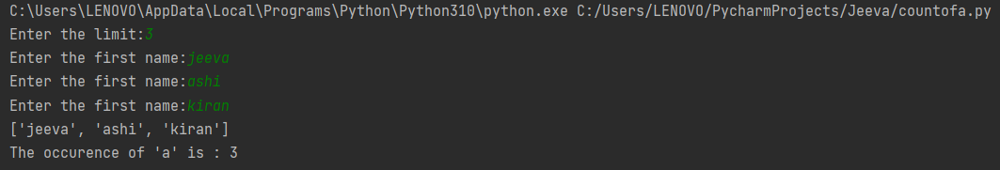 C:\Users\LENOVO\AppData\Local\Programs\Python\Python310\python.exe C:/Users/LENOVO/PycharmProjects/Jeeva/countofa.py
Enter the limit:3
Enter the first name:jeeva
Enter the first name:ashi
Enter the first name:kiran
['jeeva', 'ashi', 'kiran']
The occurence of 'a' is : 3